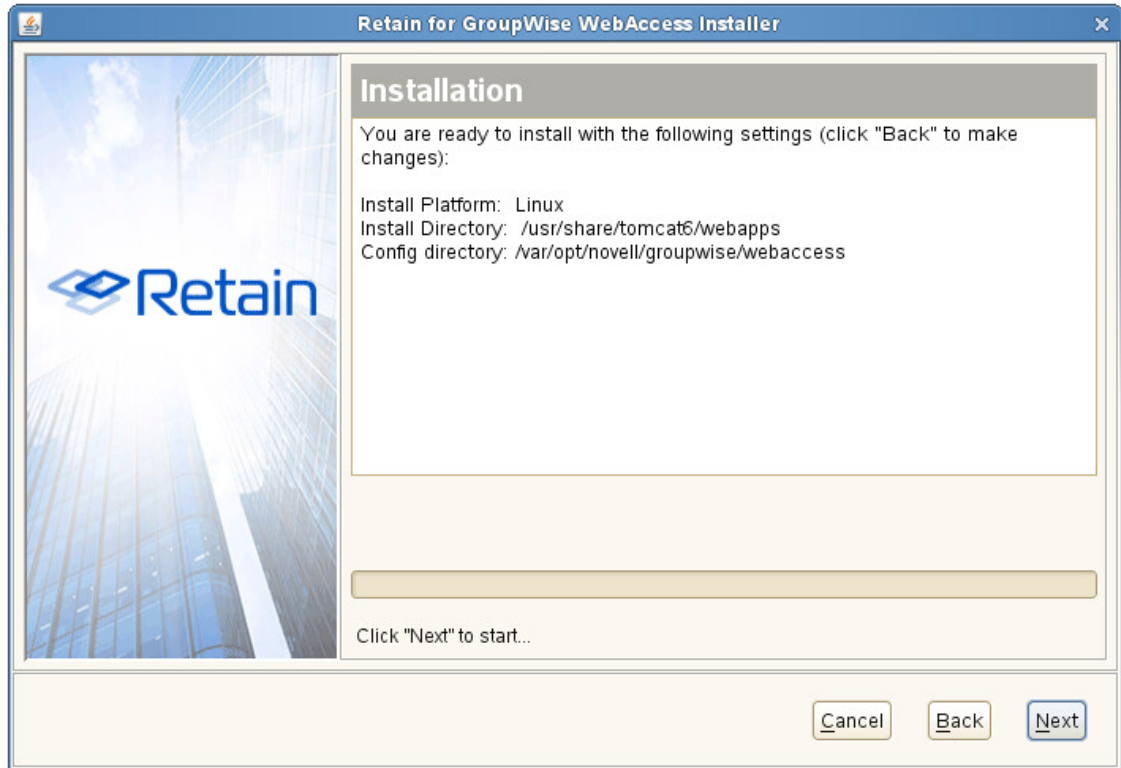 Retain for GroupWise WebAccess Installer
Retain
Installation
You are ready to install with the following settings (click "Back" to make
changes):
Install Platform: Linux
Install Directory: /usr/share/tomcat6/webapps
Config directory: /var/opt/novell/groupwise/webaccess
Click "Next" to start...
Cancel Back Next